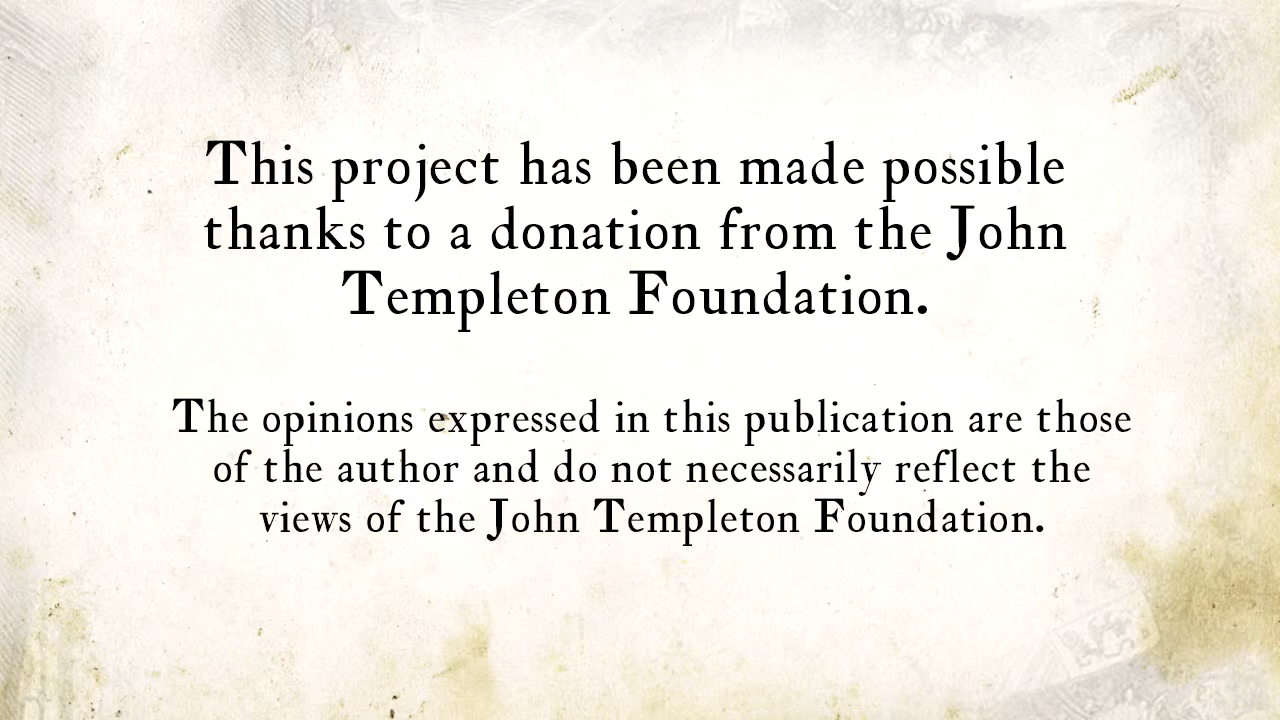 This project has been made possible
thanks to a donation from the John
Templeton Foundation.
The opinions expressed in this publication are those
of the author and do not necessarily reflect the
views of the John Templeton Foundation.